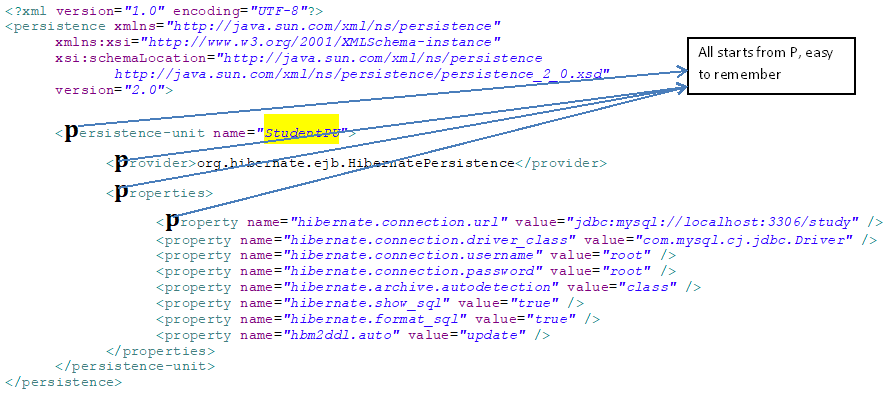 <?xml version="1.0" encoding="UTF-8"?>
<persistence xmlns="http://java.sun.com/xml/ns/persistence"
xmlns:xsi="http://www.w3.org/2001/XMLSchema-instance"
xsi:schemaLocation="http://java.sun.com/xml/ns/persistence
http://java.sun.com/xml/ns/persistence/persistence_2_0.xsd"
version="2.0">
All starts from P, easy
to remember
<persistence-unit name="StudentPU">
<provider>org.hibernate.ejb.HibernatePersistence</provider>
<properties>
<property name="hibernate.connection.url" value="jdbc:mysql://localhost:3306/study" />
<property name="hibernate.connection.driver_class" value="com.mysql.cj.jdbc.Driver" />
<property name="hibernate.connection.username" value="root" />
<property name="hibernate.connection.password" value="root" />
<property name="hibernate.archive.autodetection" value="class" />
<property name="hibernate.show_sql" value="true" />
<property name="hibernate.format_sql" value="true" />
<property name="hbm2ddl.auto" value="update" />
</properties>
</persistence-unit>
</persistence>